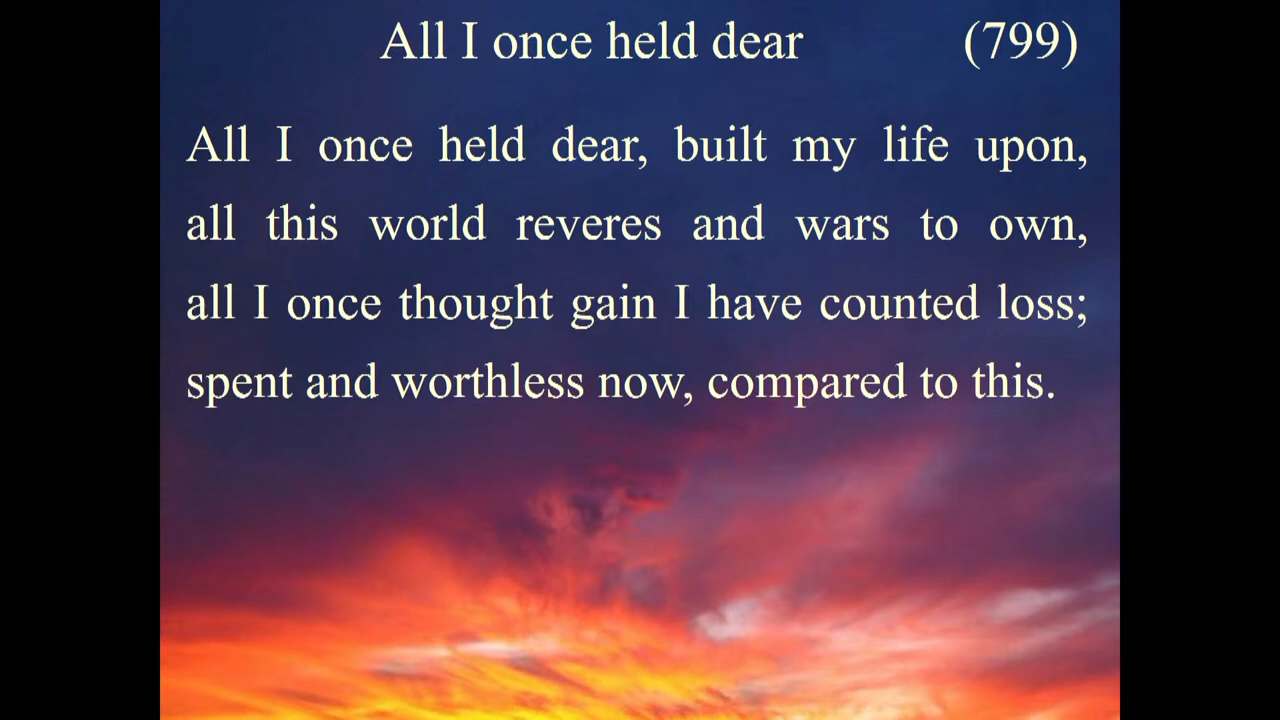 All I once held dear (799)
All I once held dear, built my life upon,
all this world reveres and wars to own,
all I once thought gain I have counted loss;
spent and worthless now, compared to this.